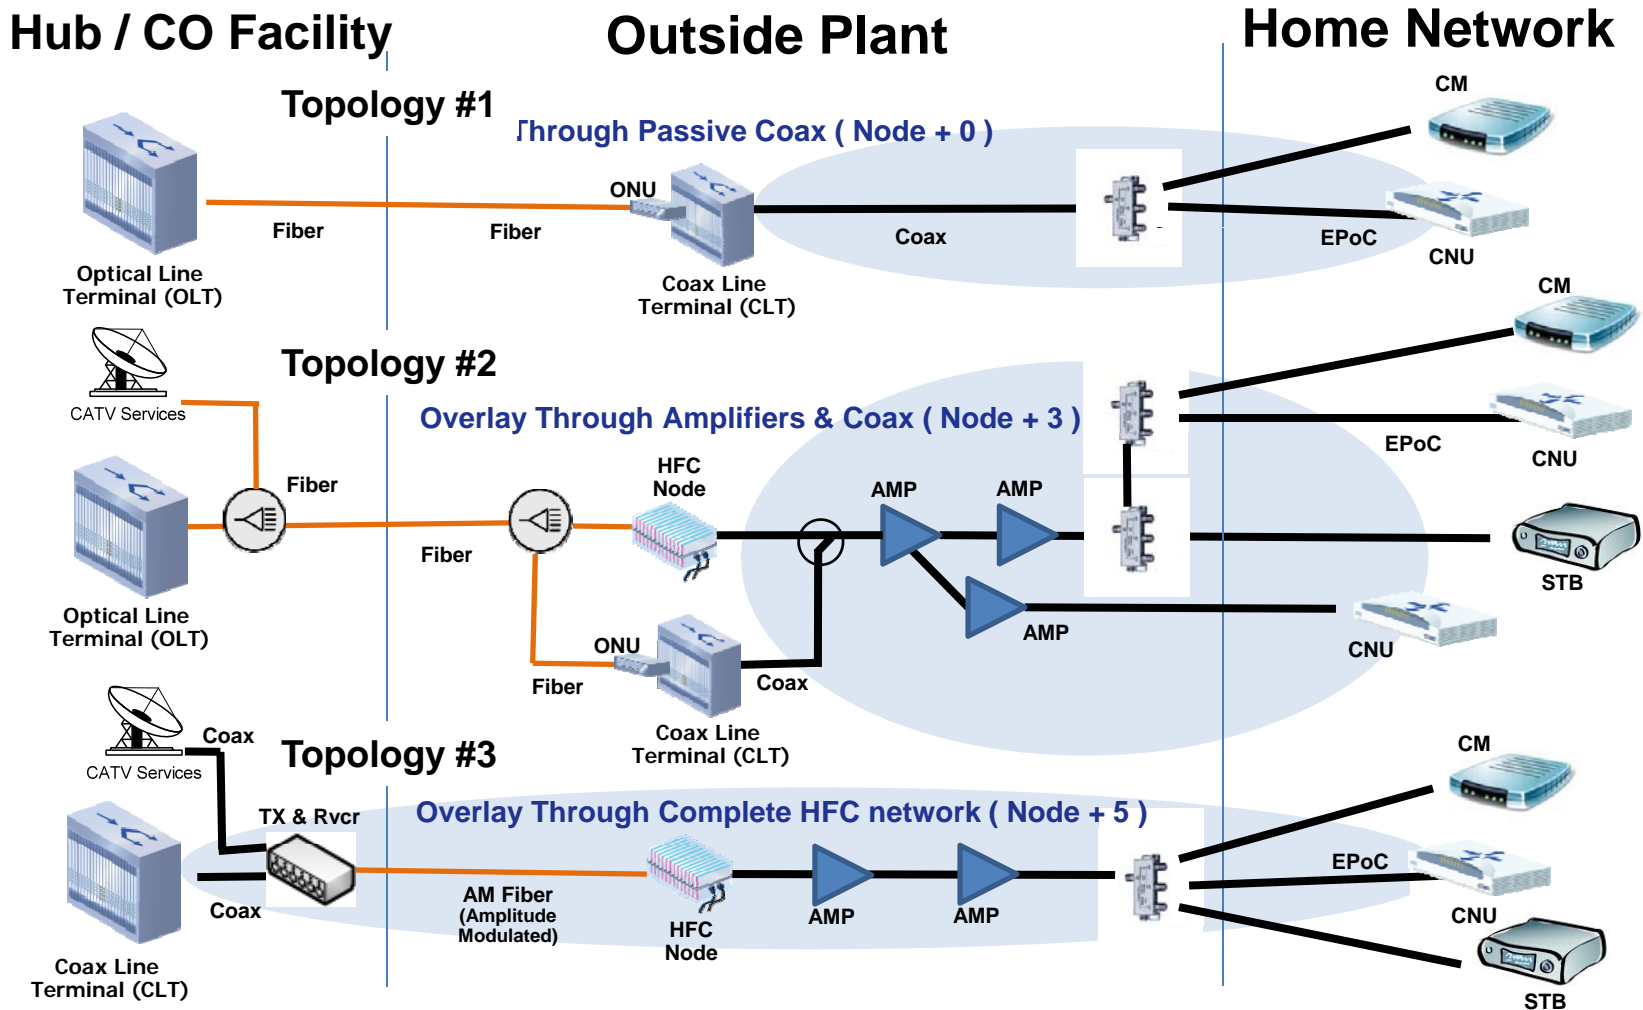 Hub / CO Facility
Outside Plant
Home Network
Topology #1
Through Passive Coax ( Node + 0 )
CM
ONU
Fiber
Fiber
Coax
EPoC
CNU
Optical Line
Terminal (OLT)
Coax Line
Terminal (CLT)
CM
Topology #2
CATV Services
Overlay Through Amplifiers & Coax ( Node + 3 )
EPoC
CNU
HFC
Node
Fiber
AMP
AMP
Fiber
STB
Optical Line
Terminal (OLT)
ONU
AMP
CNU
Fiber
Coax
Coax Line
Terminal (CLT)
Coax
Topology #3
CM
CATV Services
TX & Rvcr
Overlay Through Complete HFC network ( Node + 5 )
EPoC
Coax
AM Fiber
(Amplitude
Modulated)
HFC
Node
AMP
AMP
CNU
Coax Line
Terminal (CLT)
STB